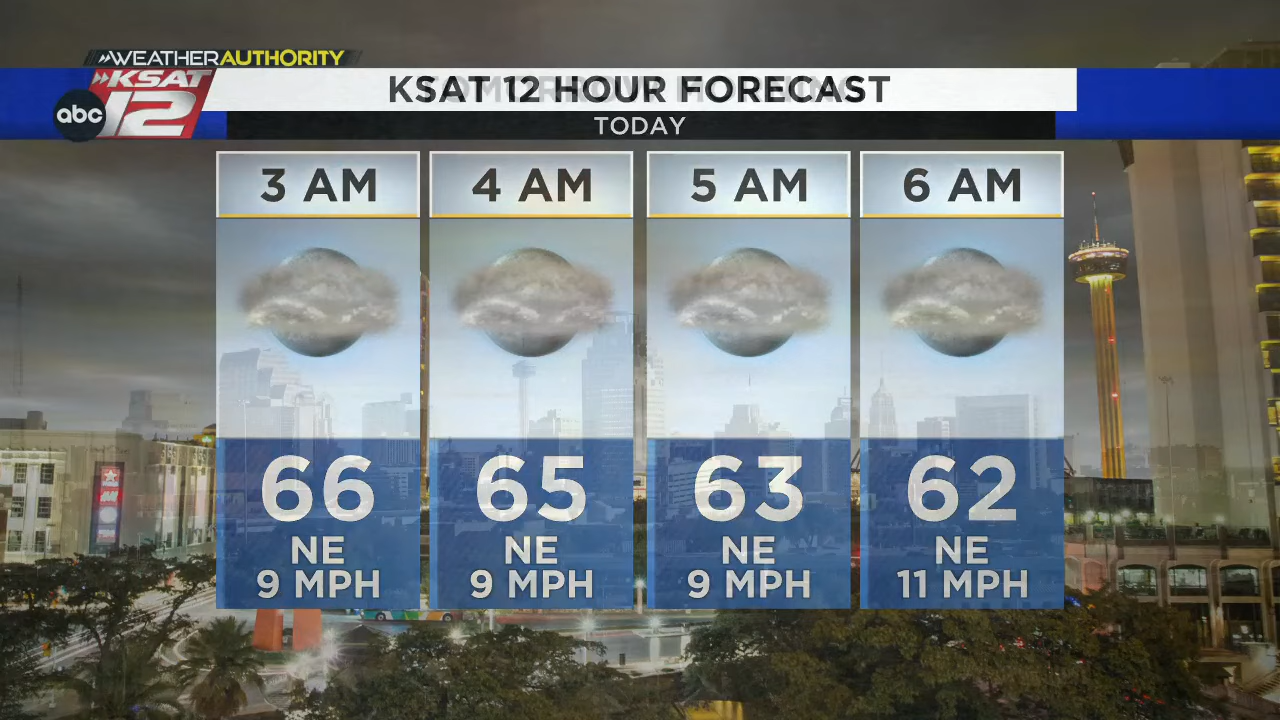 WEATHERAUTHORITY
KSAT
abc 12
KSAT 12 HOUR FORECAST
TODAY
3 AM 4 AM 5 AM 6 AM
66 65 63 62
NE NE NE NE
9 MPH 9 MPH 9 MPH 11 MPH